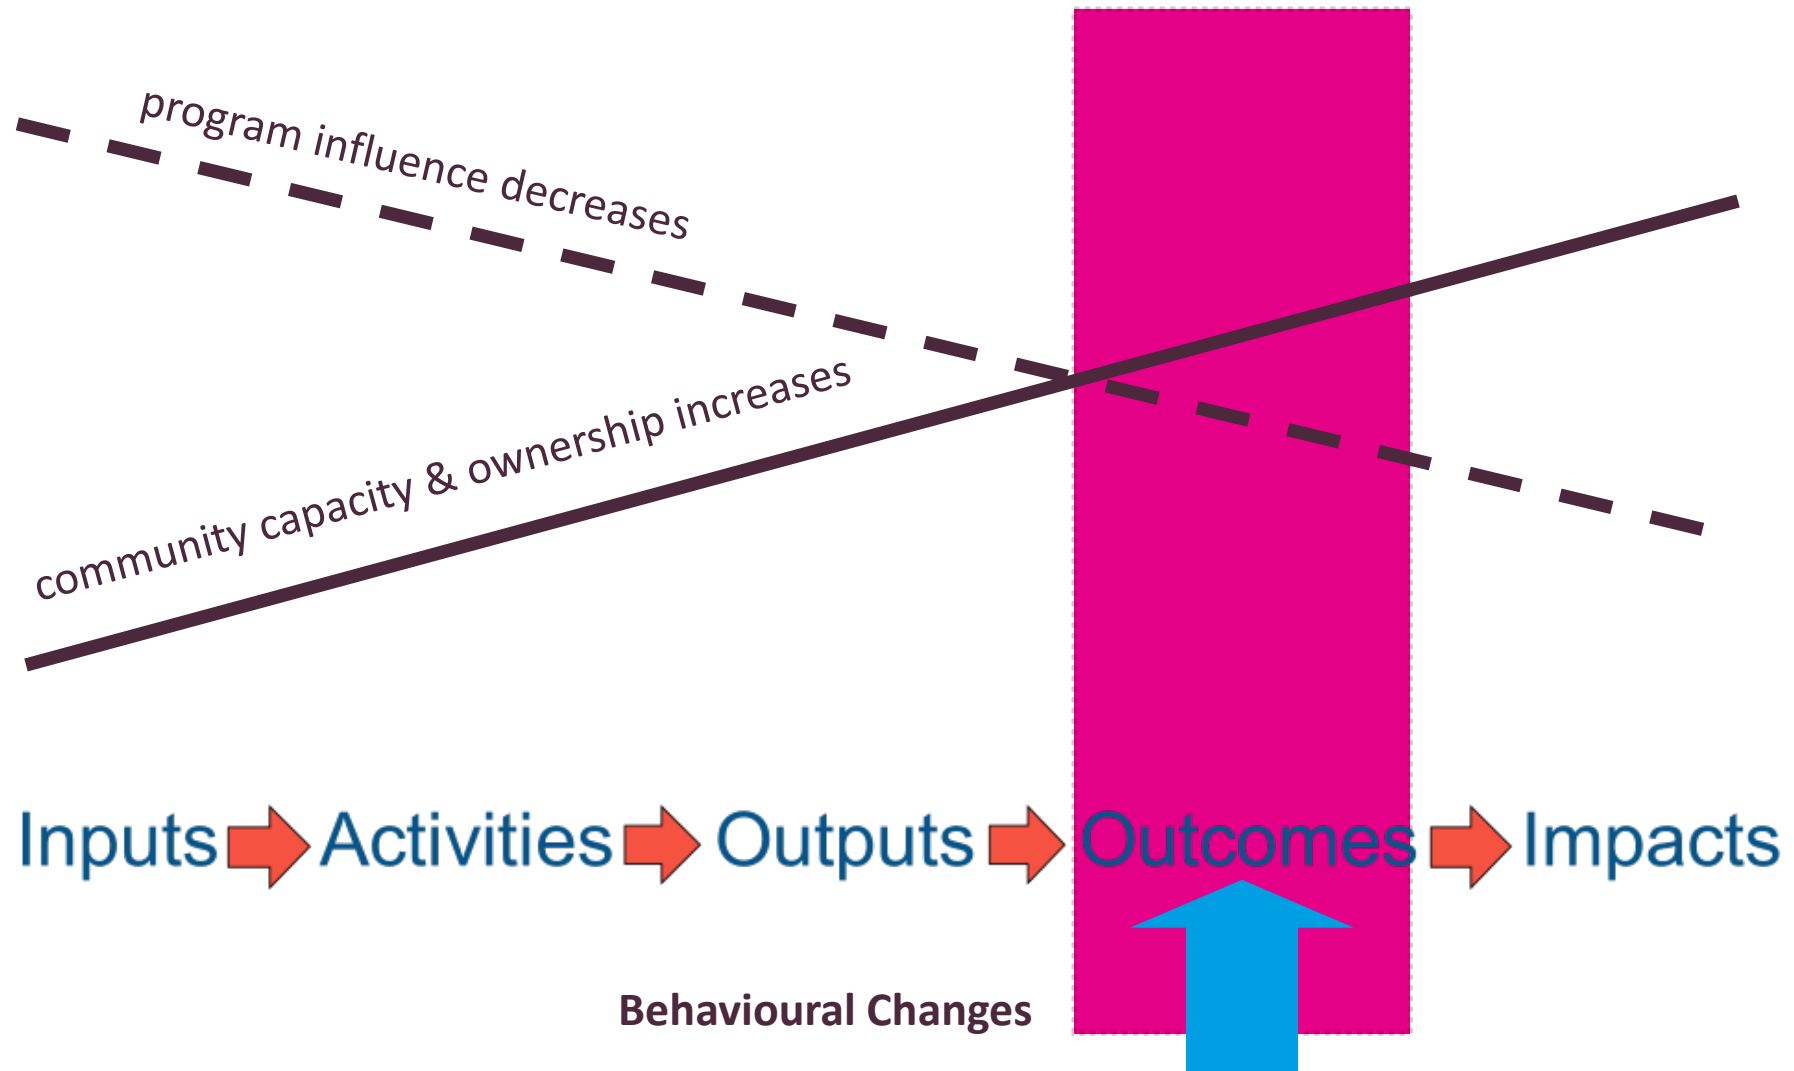 program influence decreases
community capacity & ownership increases
Inputs Activities Outputs Outcomes Impacts
Behavioural Changes